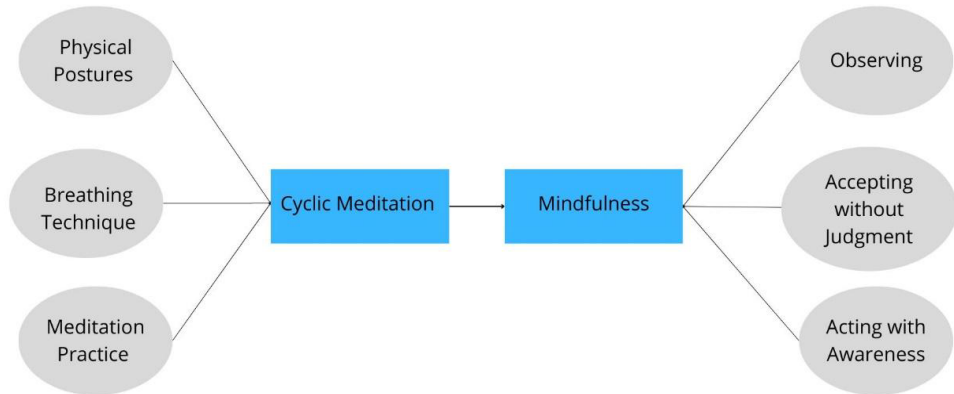 Physical
Postures
Breathing
Technique
Meditation
Practice
Cyclic Meditation
Mindfulness
Observing
Accepting
without
Judgment
Acting with
Awareness